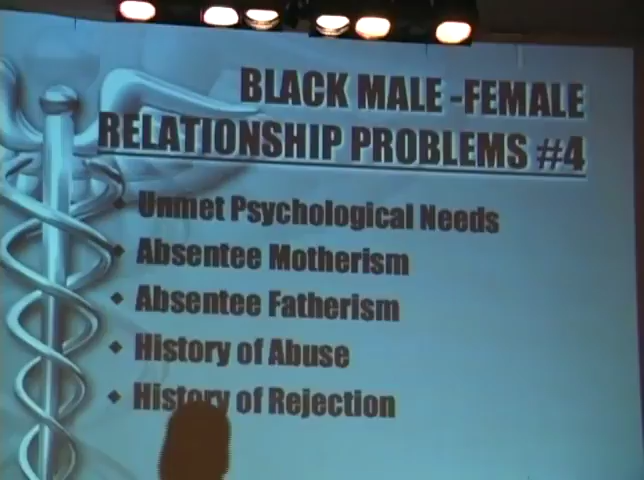 BLACK MALE -FEMALE
RELATIONSHIP PROBLEMS #4
Unmet Psychological Needs
Absentee Motherism
Absentee Fatherism
History of Abuse
History of Rejection